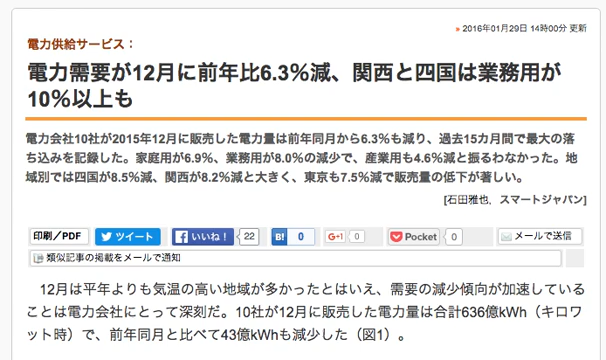 » 2016年01月29日 14時00分 更新
電力供給サービス：
電力需要が12月に前年比6.3％減、関西と四国は業務用が
10％以上も
電力会社10社が2015年12月に販売した電力量は前年同月から6.3％も減り、過去15カ月間で最大の落
ち込みを記録した。家庭用が6.9％、業務用が8.0％の減少で、産業用も4.6％減と振るわなかった。地
域別では四国が8.5％減、関西が8.2％減と大きく、東京も7.5％減で販売量の低下が著しい。
[石田雅也，スマートジャパン]
印刷／PDF ツイート いいね！ 22 B! 0 G+1 0 Pocket 0 メールで送信
類似記事の掲載をメールで通知
12月は平年よりも気温の高い地域が多かったとはいえ、需要の減少傾向が加速している
ことは電力会社にとって深刻だ。10社が12月に販売した電力量は合計636億kWh（キロワ
ット時）で、前年同月と比べて43億kWhも減少した（図1）。